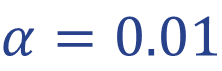 α = 0.01